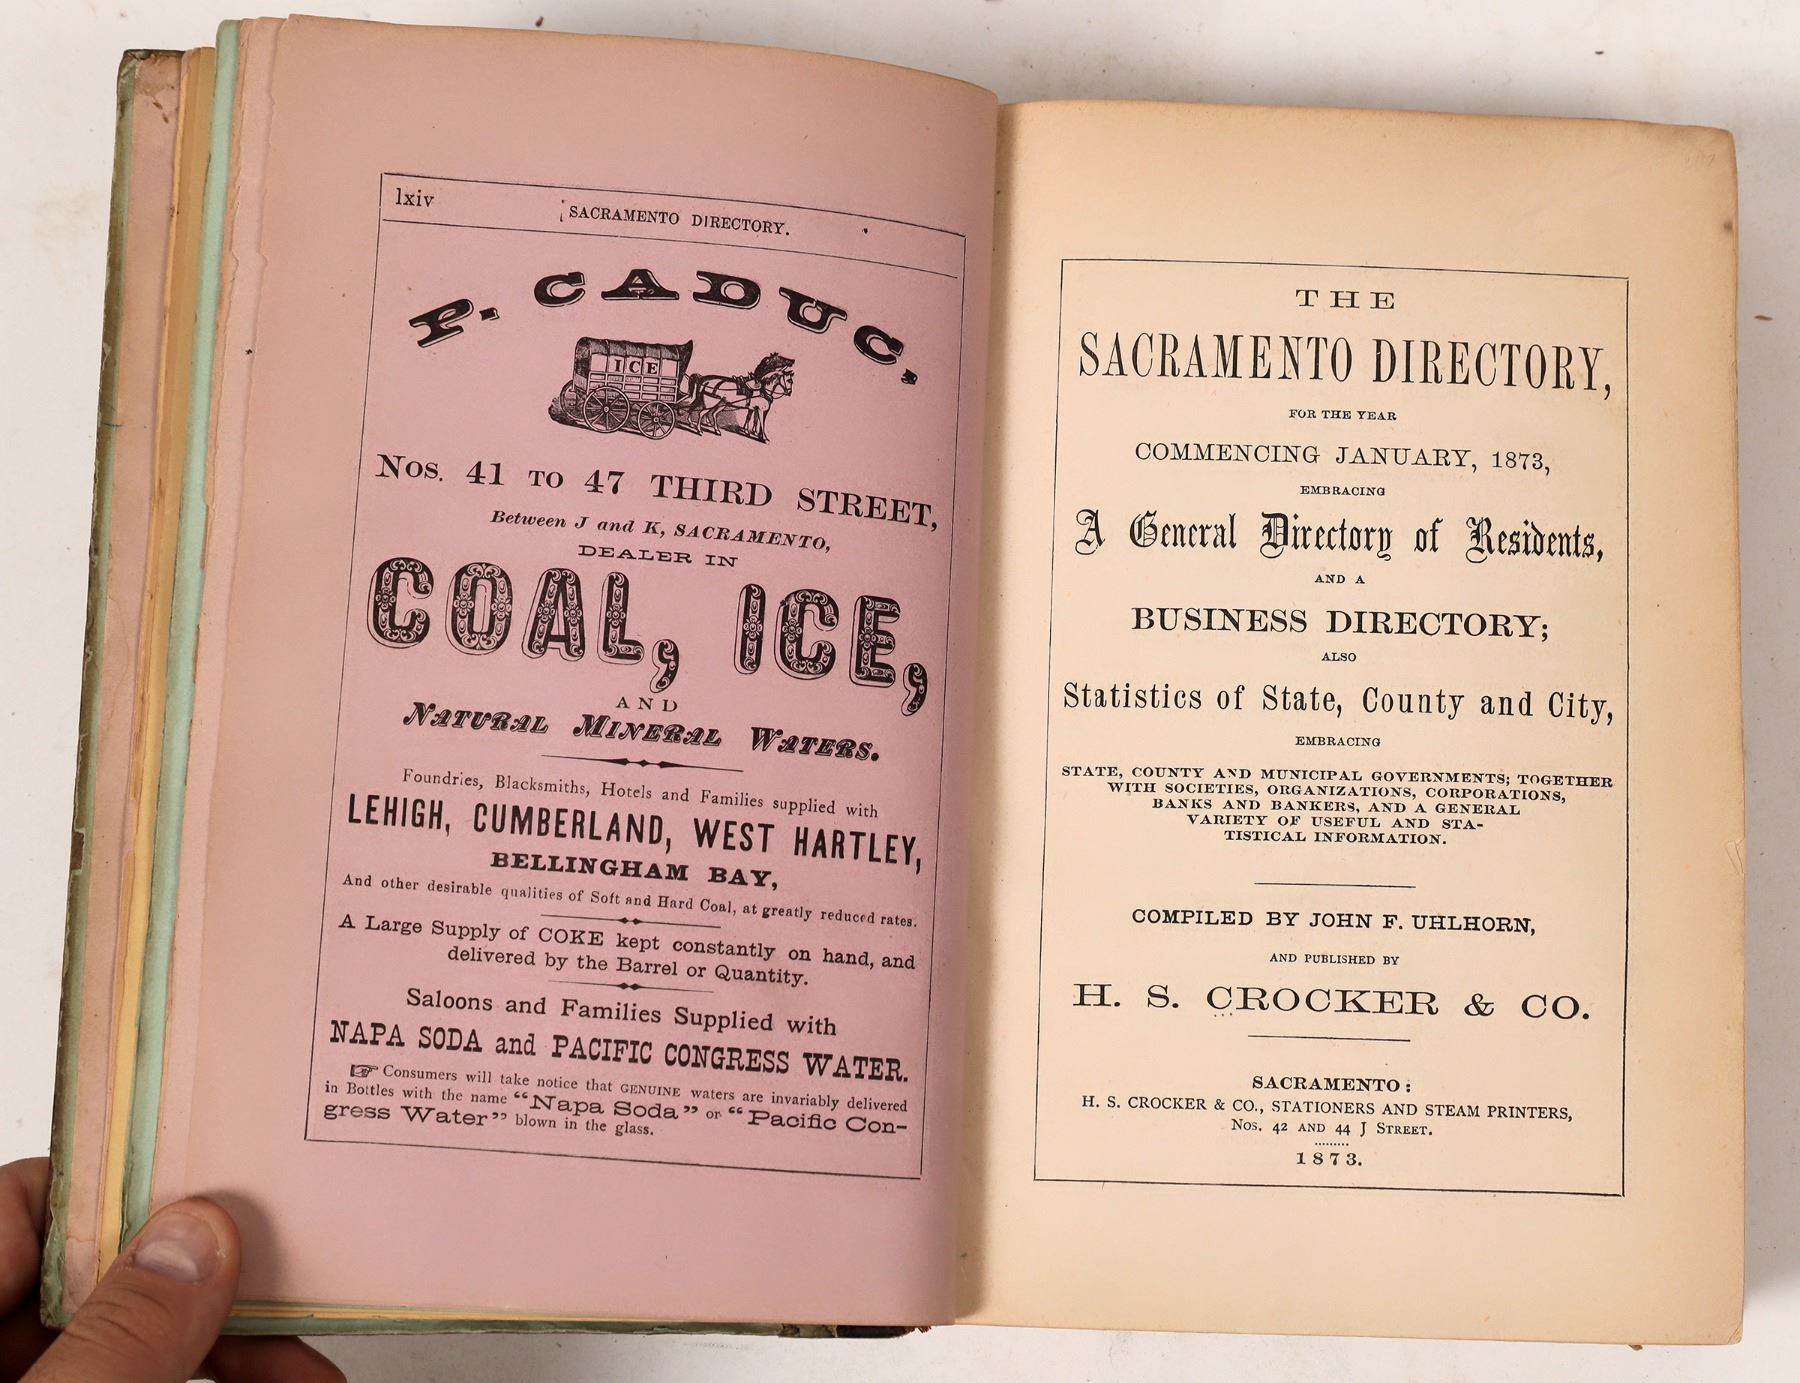 lxiv
SACRAMENTO DIRECTORY.
P. CADUC,
ICE
Nos. 41 TO 47 THIRD STREET,
Between J and K, SACRAMENTO,
DEALER IN
COAL, ICE,
AND
NATURAL MINERAL WATERS.
Foundries, Blacksmiths, Hotels and Families supplied with
LEHIGH, CUMBERLAND, WEST HARTLEY,
BELLINGHAM BAY,
And other desirable qualities of Soft and Hard Coal, at greatly reduced rates.
A Large Supply of COKE kept constantly on hand, and
delivered by the Barrel or Quantity.
Saloons and Families Supplied with
NAPA SODA and PACIFIC CONGRESS WATER.
☞ Consumers will take notice that GENUINE waters are invariably delivered
in Bottles with the name "Napa Soda" or "Pacific Con-
gress Water" blown in the glass.
THE
SACRAMENTO DIRECTORY,
FOR THE YEAR
COMMENCING JANUARY, 1873,
EMBRACING
A General Directory of Residents,
AND A
BUSINESS DIRECTORY;
ALSO
Statistics of State, County and City,
EMBRACING
STATE, COUNTY AND MUNICIPAL GOVERNMENTS; TOGETHER
WITH SOCIETIES, ORGANIZATIONS, CORPORATIONS,
BANKS AND BANKERS, AND A GENERAL
VARIETY OF USEFUL AND STA-
TISTICAL INFORMATION.
COMPILED BY JOHN F. UHLHORN,
AND PUBLISHED BY
H. S. CROCKER & CO.
SACRAMENTO:
H. S. CROCKER & CO., STATIONERS AND STEAM PRINTERS,
Nos. 42 AND 44 J STREET.
1873.